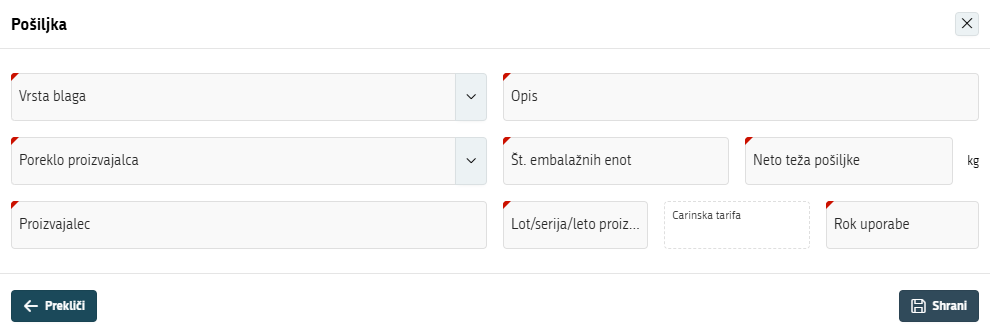 Pošiljka
Vrsta blaga
Opis
Poreklo proizvajalca
Št. embalažnih enot
Neto teža pošiljke
kg
Proizvajalec
Lot/serija/leto proiz...
Carinska tarifa
Rok uporabe
Prekliči
Shrani